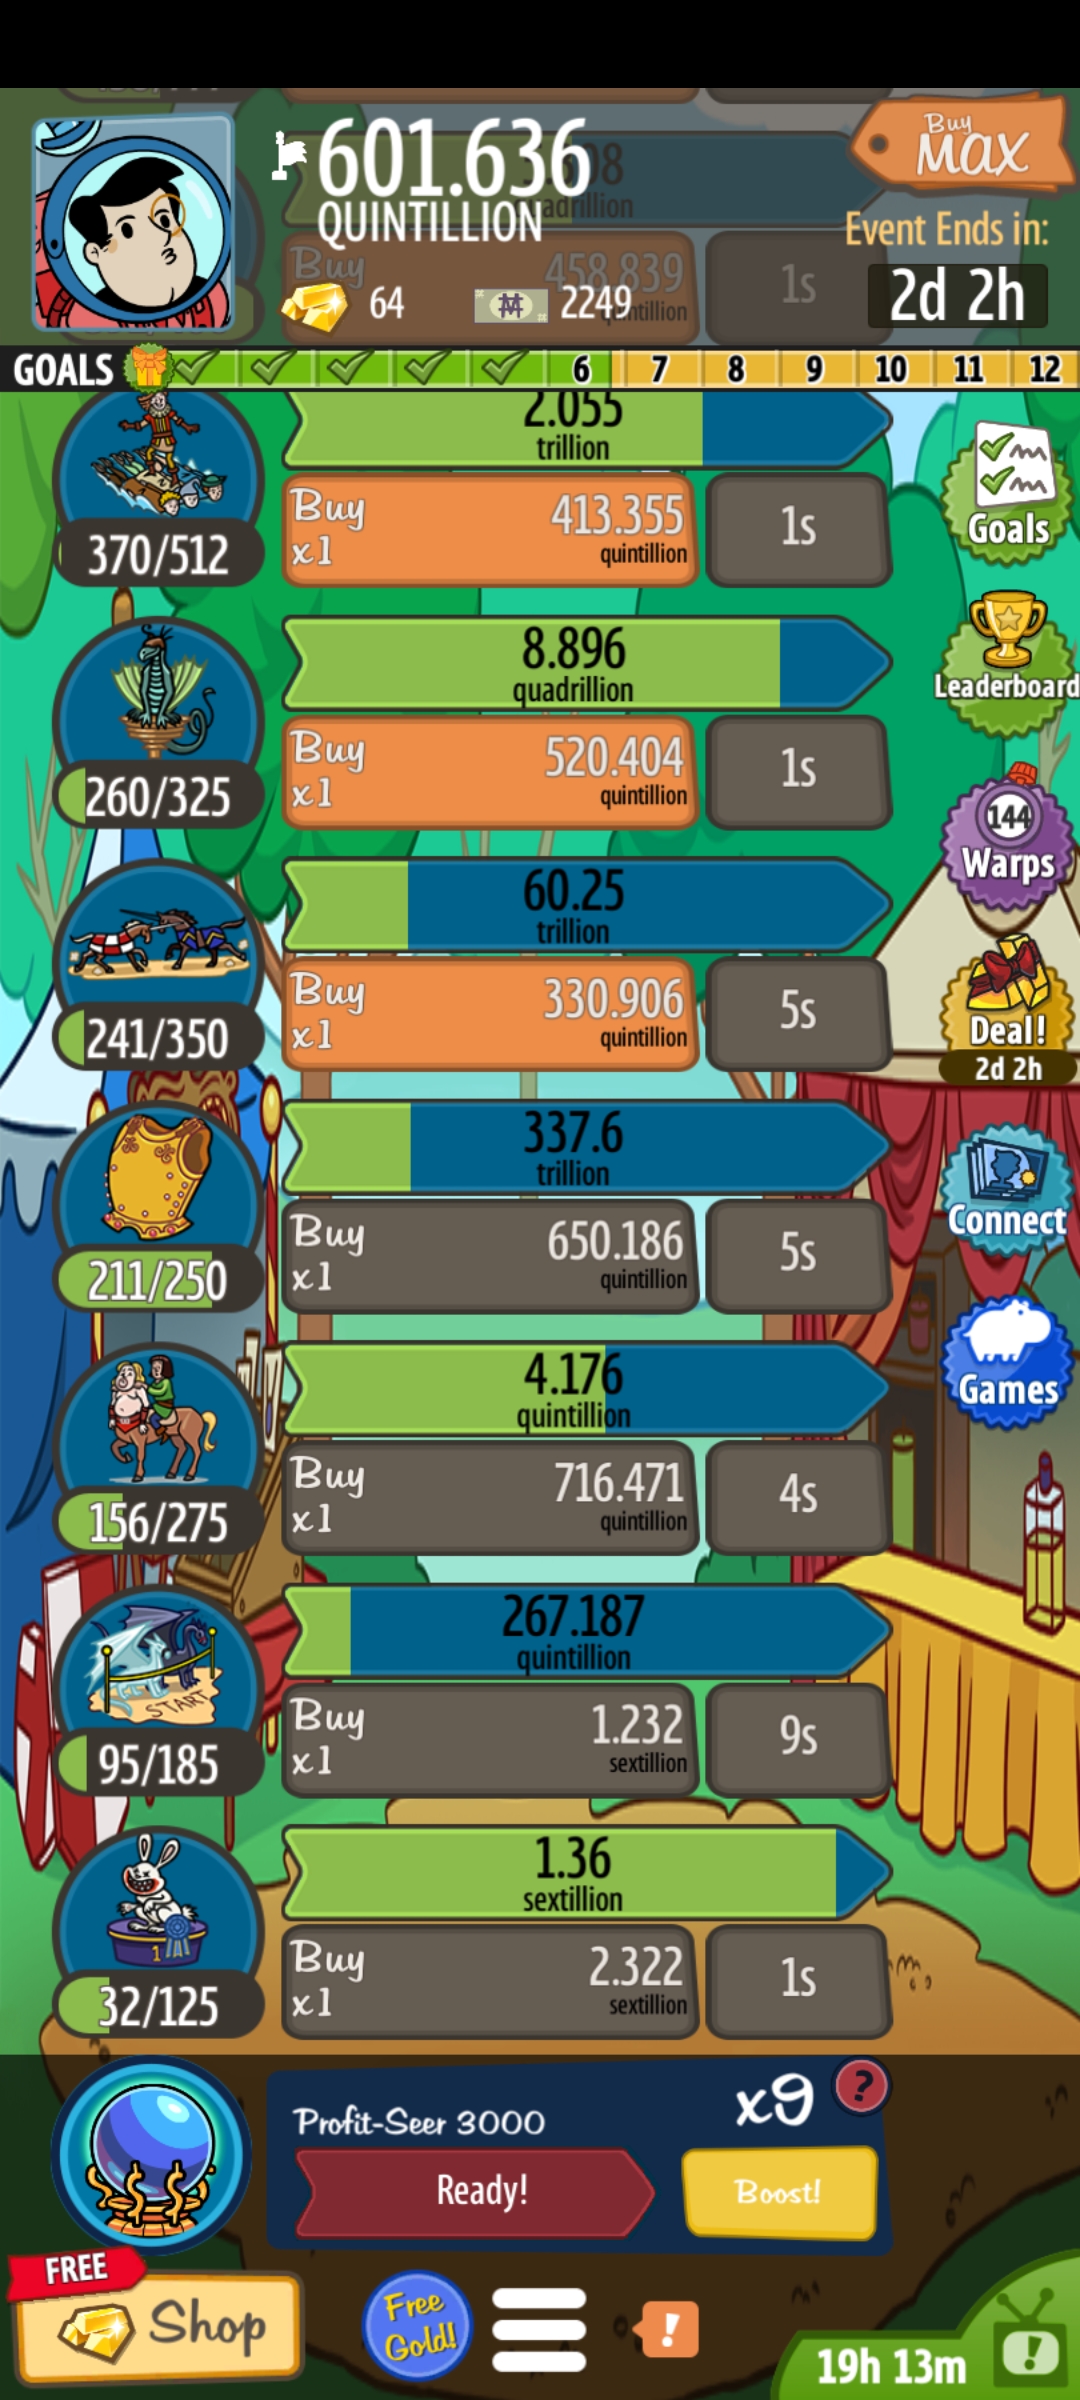 601.636
QUINTILLION
64
2249
Buy
MAX
Event Ends in:
2d 2h
Buy
458.839
quintillion
1s
GOALS
6 7 8 9 10 11 12
2.055
trillion
370/512
Buy
x1
413.355
quintillion
1s
Goals
8.896
quadrillion
260/325
Buy
x1
520.404
quintillion
1s
Leaderboard
60.25
trillion
241/350
Buy
x1
330.906
quintillion
5s
144
Warps
Deal!
2d 2h
337.6
trillion
211/250
Buy
x1
650.186
quintillion
5s
Connect
4.176
quintillion
156/275
Buy
x1
716.471
quintillion
4s
Games
267.187
quintillion
START
95/185
Buy
x1
1.232
sextillion
9s
1.36
sextillion
1
32/125
Buy
x1
2.322
sextillion
1s
Profit-Seer 3000
x9
?
Ready!
Boost!
FREE
Shop
Free
Gold!
!
19h 13m
!